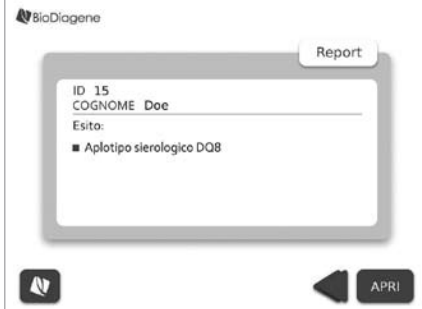 BioDiagene
Report
ID 15
COGNOME Doe
Esito:
■ Aplotipo sierologico DQ8
APRI